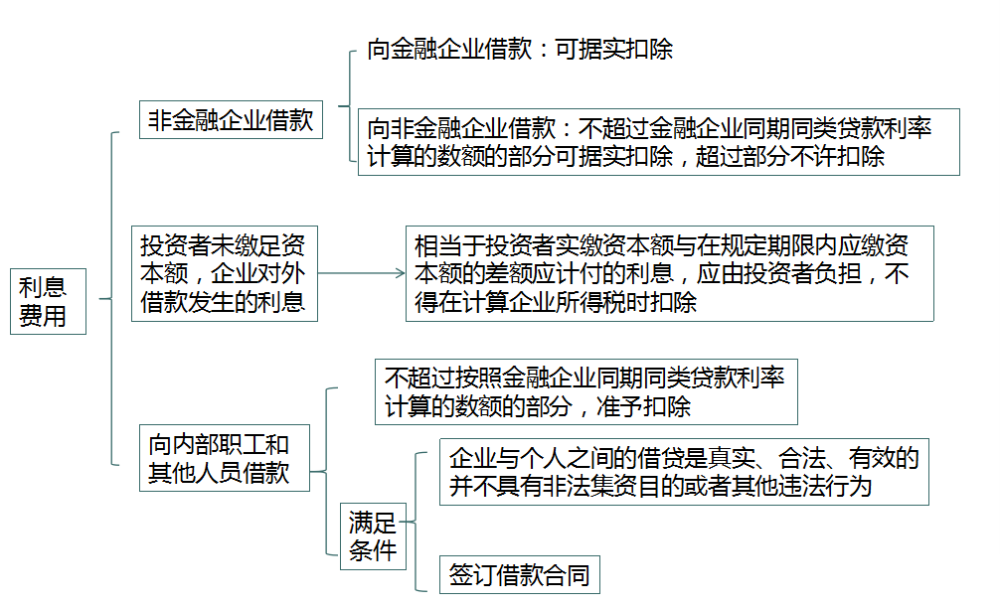 利息
费用
非金融企业借款
向金融企业借款：可据实扣除
向非金融企业借款：不超过金融企业同期同类贷款利率
计算的数额的部分可据实扣除，超过部分不许扣除
投资者未缴足资
本额，企业对外
借款发生的利息
相当于投资者实缴资本额与在规定期限内应缴资
本额的差额应计付的利息，应由投资者负担，不
得在计算企业所得税时扣除
向内部职工和
其他人员借款
不超过按照金融企业同期同类贷款利率
计算的数额的部分，准予扣除
满足
条件
企业与个人之间的借贷是真实、合法、有效的
并不具有非法集资目的或者其他违法行为
签订借款合同